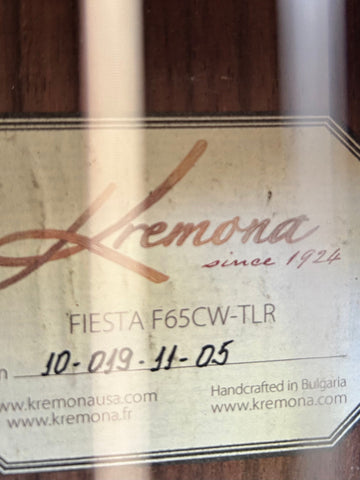 Kremona
since 1924
FIESTA F65CW-TLR
n 10-019-11-05
ww.kremonausa.com
www.kremona.fr
Handcrafted in Bulgaria
www.kremona.com